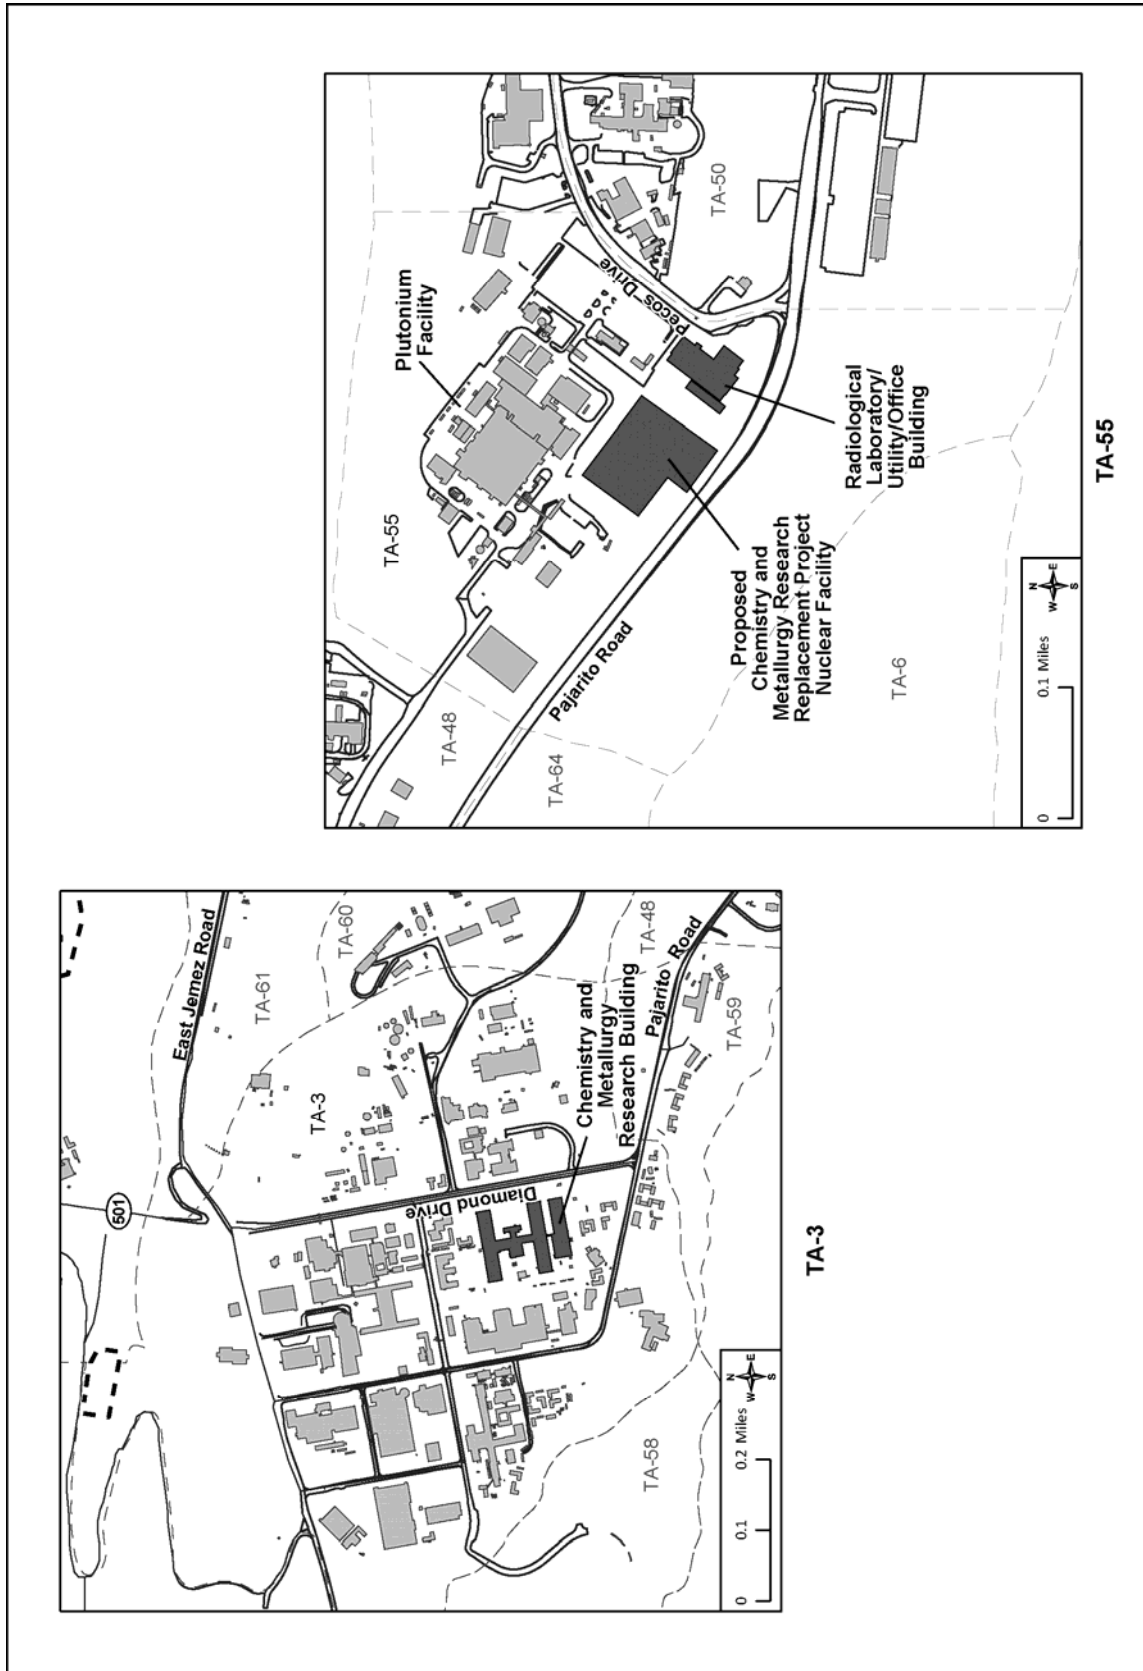 East Jemez Road
501
TA-61
TA-60
TA-3
Diamond Drive
Chemistry and
Metallurgy
Research Building
TA-48
Pajarito Road
TA-59
TA-58
0
0.1
0.2 Miles
N
W
E
S
TA-3
Plutonium
Facility
TA-55
TA-48
TA-64
Pajarito Road
Pecos Drive
TA-50
Proposed
Chemistry and
Metallurgy Research
Replacement Project
Nuclear Facility
Radiological
Laboratory/
Utility/Office
Building
TA-6
0
0.1 Miles
N
W
E
S
TA-55